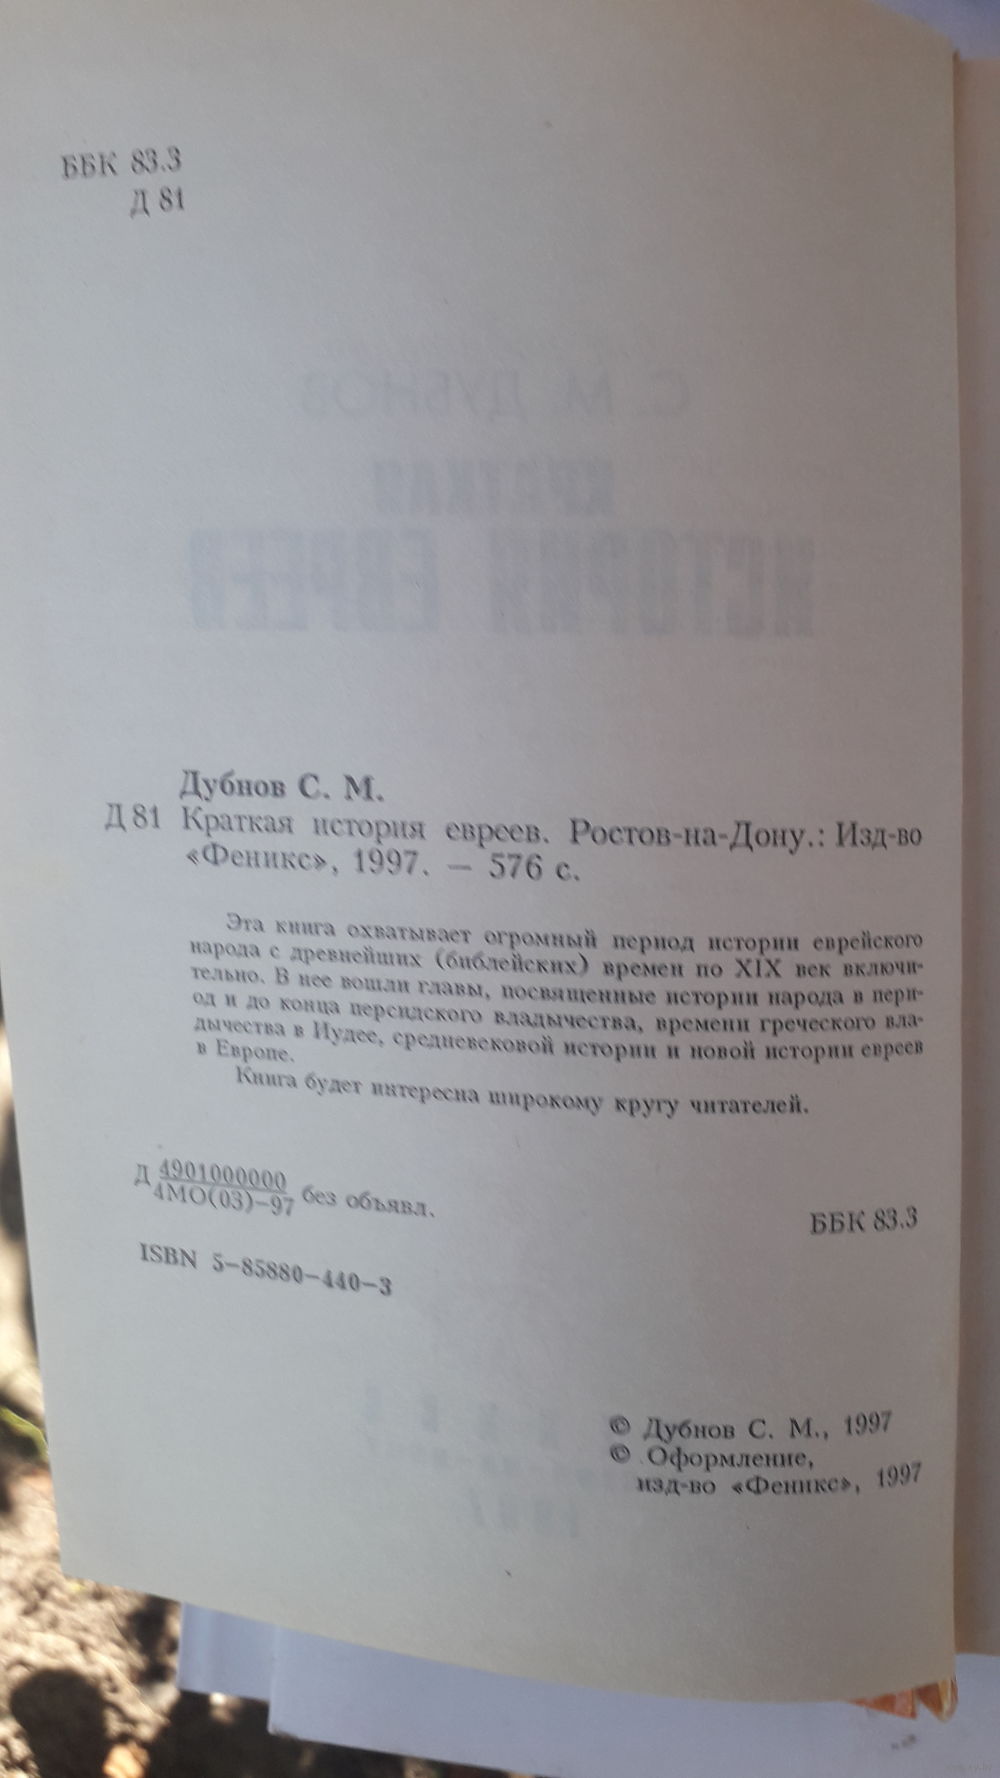 ББК 83.3
Д 81
С. М. ДУБНОВ
КРАТКАЯ
ИСТОРИЯ ЕВРЕЕВ
Дубнов С. М.
Д 81 Краткая история евреев. Ростов-на-Дону.: Изд-во
«Феникс», 1997. — 576 с.
Эта книга охватывает огромный период истории еврейского
народа с древнейших (библейских) времен по XIX век включи-
тельно. В нее вошли главы, посвященные истории народа в пери-
од и до конца персидского владычества, времени греческого вла-
дычества в Иудее, средневековой истории и новой истории евреев
в Европе.
Книга будет интересна широкому кругу читателей.
Д 4901000000
4МО(03)–97 без объявл.
ББК 83.3
ISBN 5–85880–440–3
© Дубнов С. М., 1997
© Оформление,
изд-во «Феникс», 1997